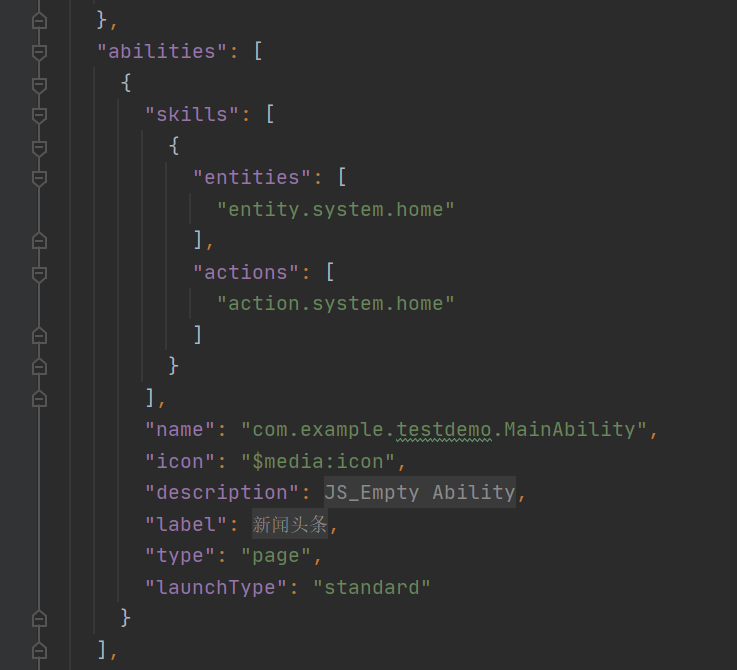 },
"abilities": [
{
"skills": [
{
"entities": [
"entity.system.home"
],
"actions": [
"action.system.home"
]
}
],
"name": "com.example.testdemo.MainAbility",
"icon": "$media:icon",
"description": JS_Empty Ability,
"label": 新闻头条,
"type": "page",
"launchType": "standard"
}
],